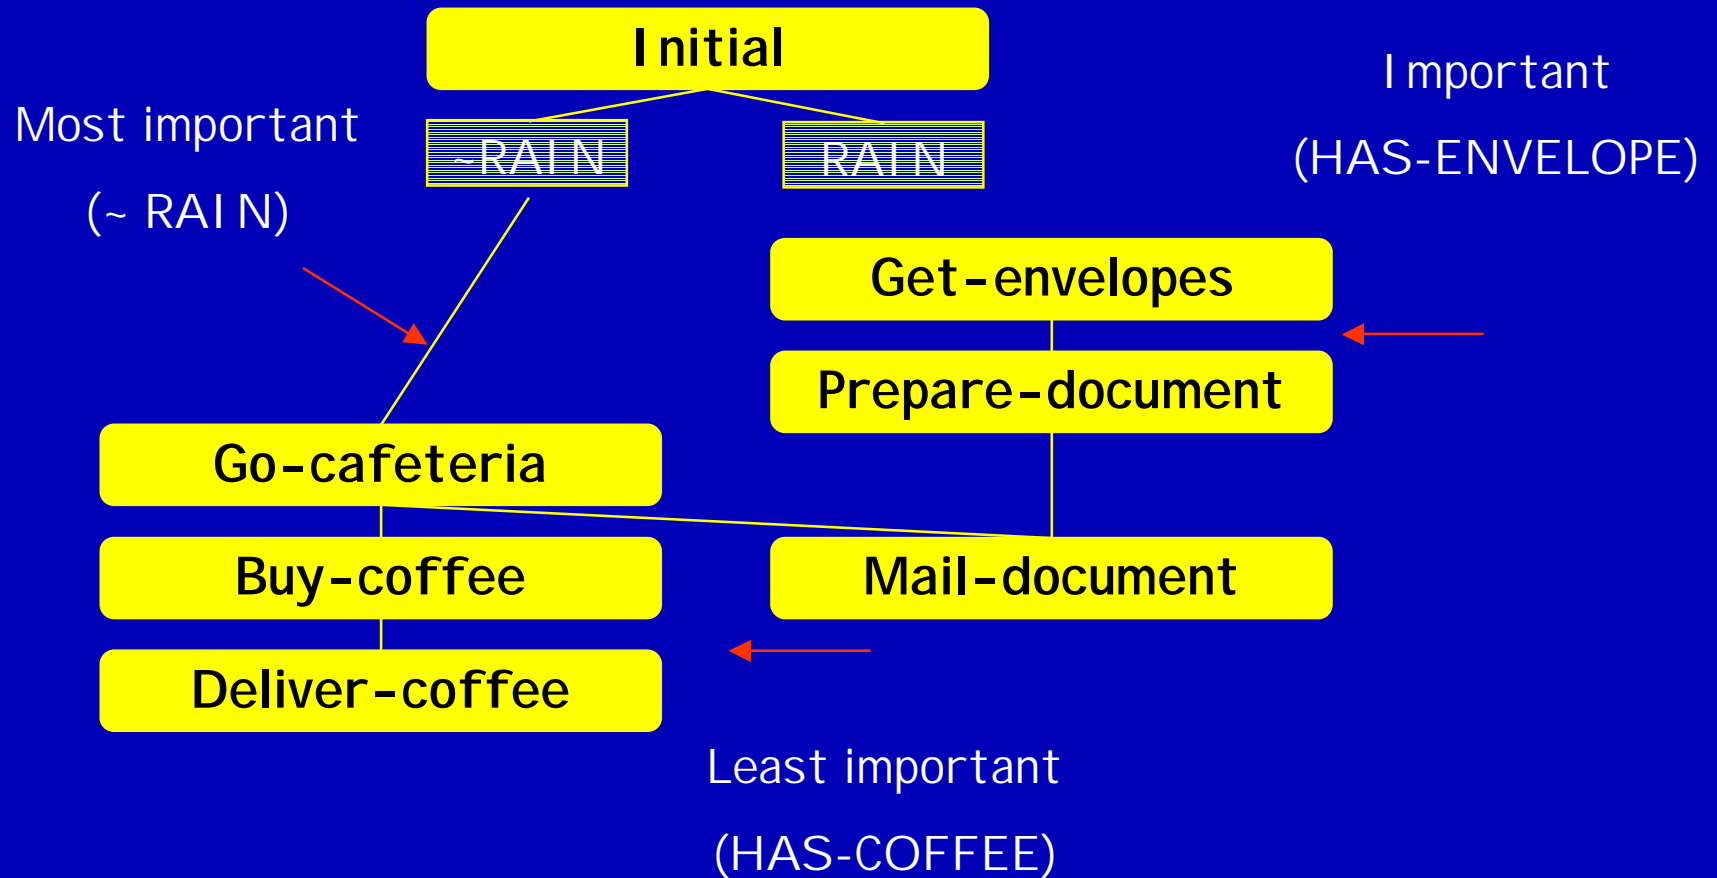 Initial
Important
(HAS-ENVELOPE)
Most important
(~ RAIN)
~RAIN
RAIN
Get-envelopes
Prepare-document
Go-cafeteria
Buy-coffee
Mail-document
Deliver-coffee
Least important
(HAS-COFFEE)